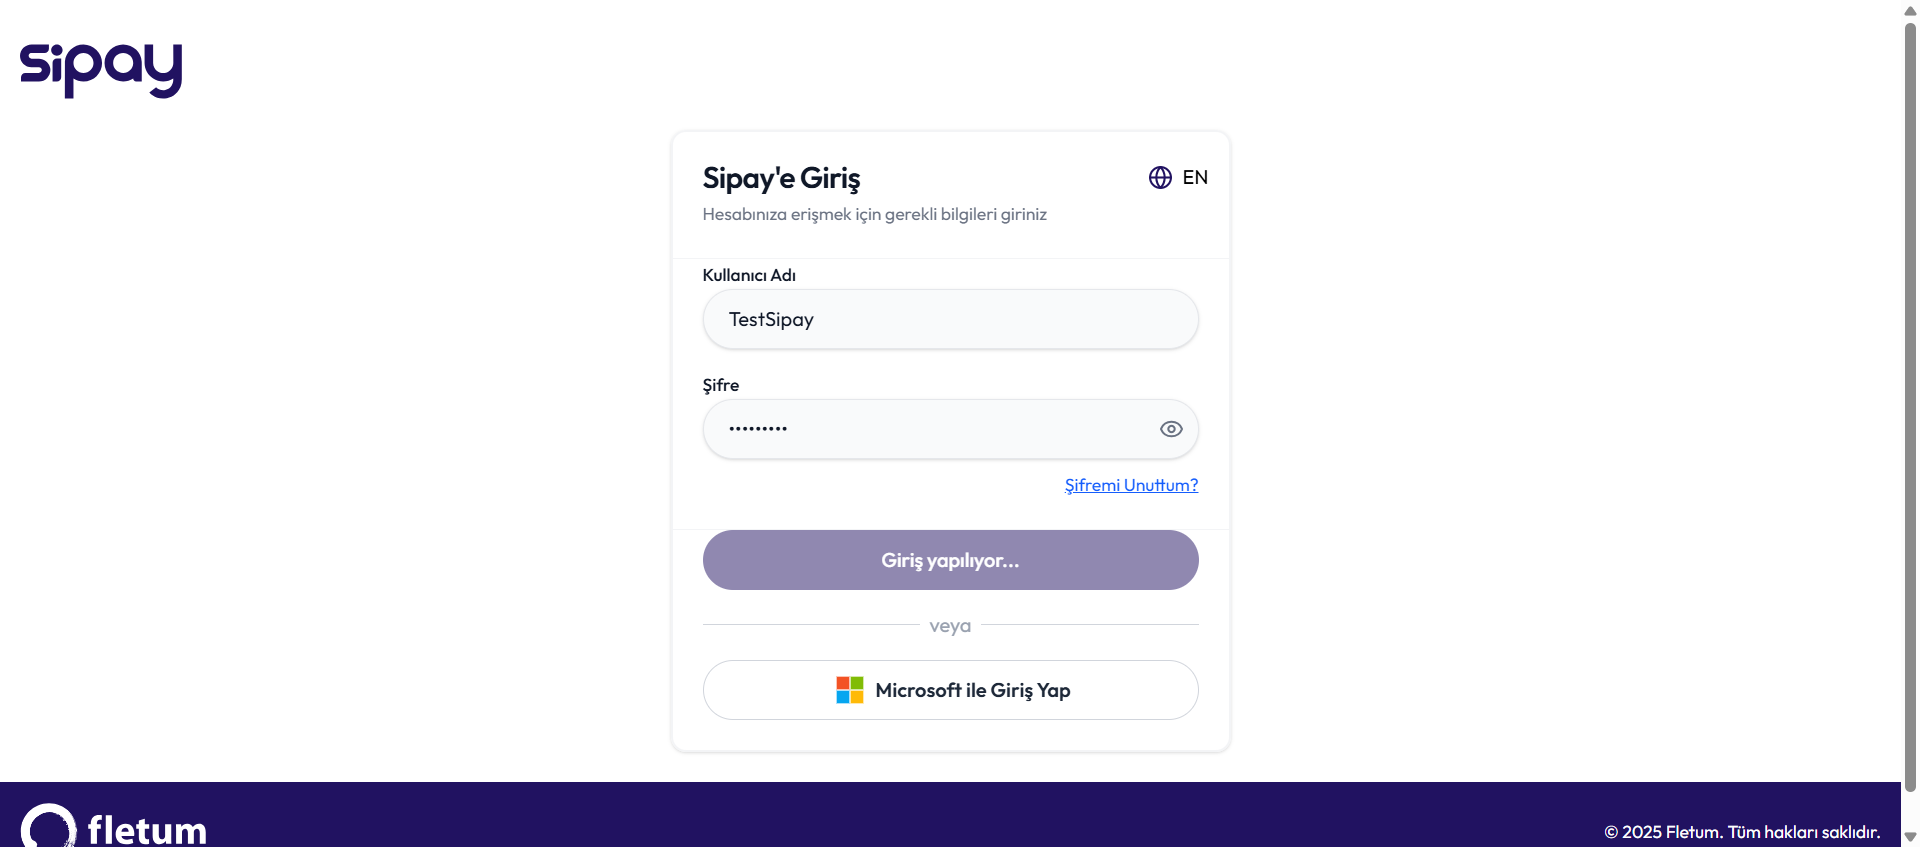 sipay
Sipay'e Giriş
EN
Hesabınıza erişmek için gerekli bilgileri giriniz
Kullanıcı Adı
TestSipay
Şifre
•••••••••
Şifremi Unuttum?
Giriş yapılıyor...
veya
Microsoft ile Giriş Yap
fletum
© 2025 Fletum. Tüm hakları saklıdır.